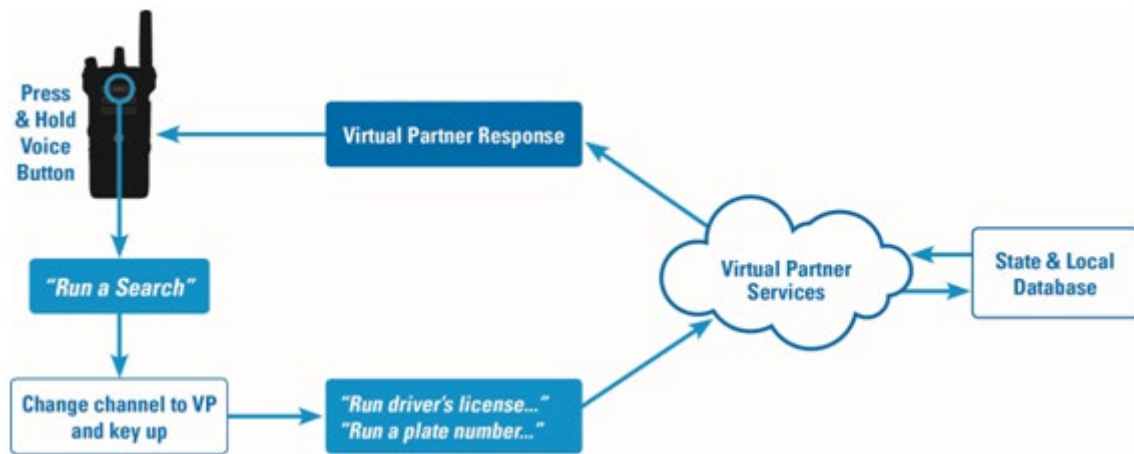 Press
& Hold
Voice
Button
Virtual Partner Response
Virtual Partner
Services
State & Local
Database
"Run a Search"
Change channel to VP
and key up
"Run driver's license..."
"Run a plate number..."